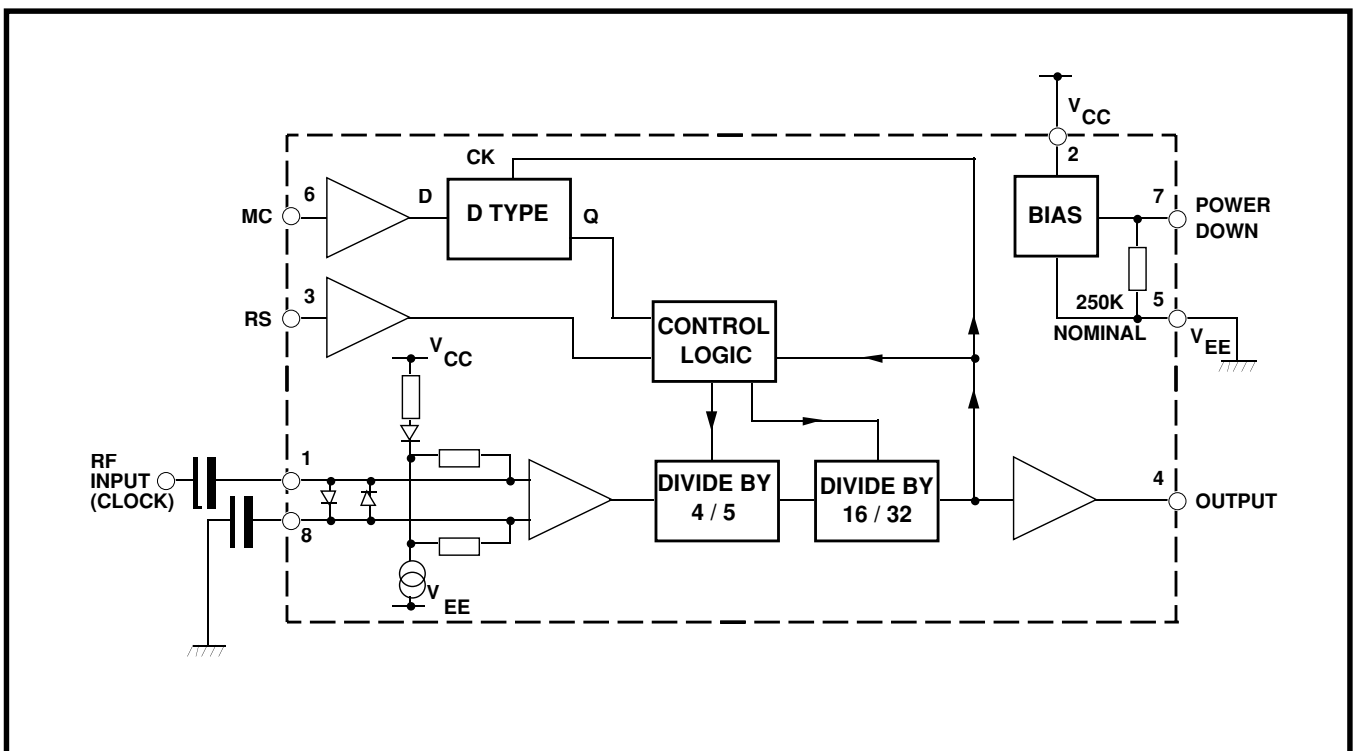 V
CC
2
CK
6
D
D TYPE
Q
MC
BIAS
7
POWER
DOWN
3
RS
250K
NOMINAL
5
V
EE
CONTROL
LOGIC
V
CC
RF
INPUT
(CLOCK)
1
8
DIVIDE BY
4 / 5
DIVIDE BY
16 / 32
4
OUTPUT
V
EE